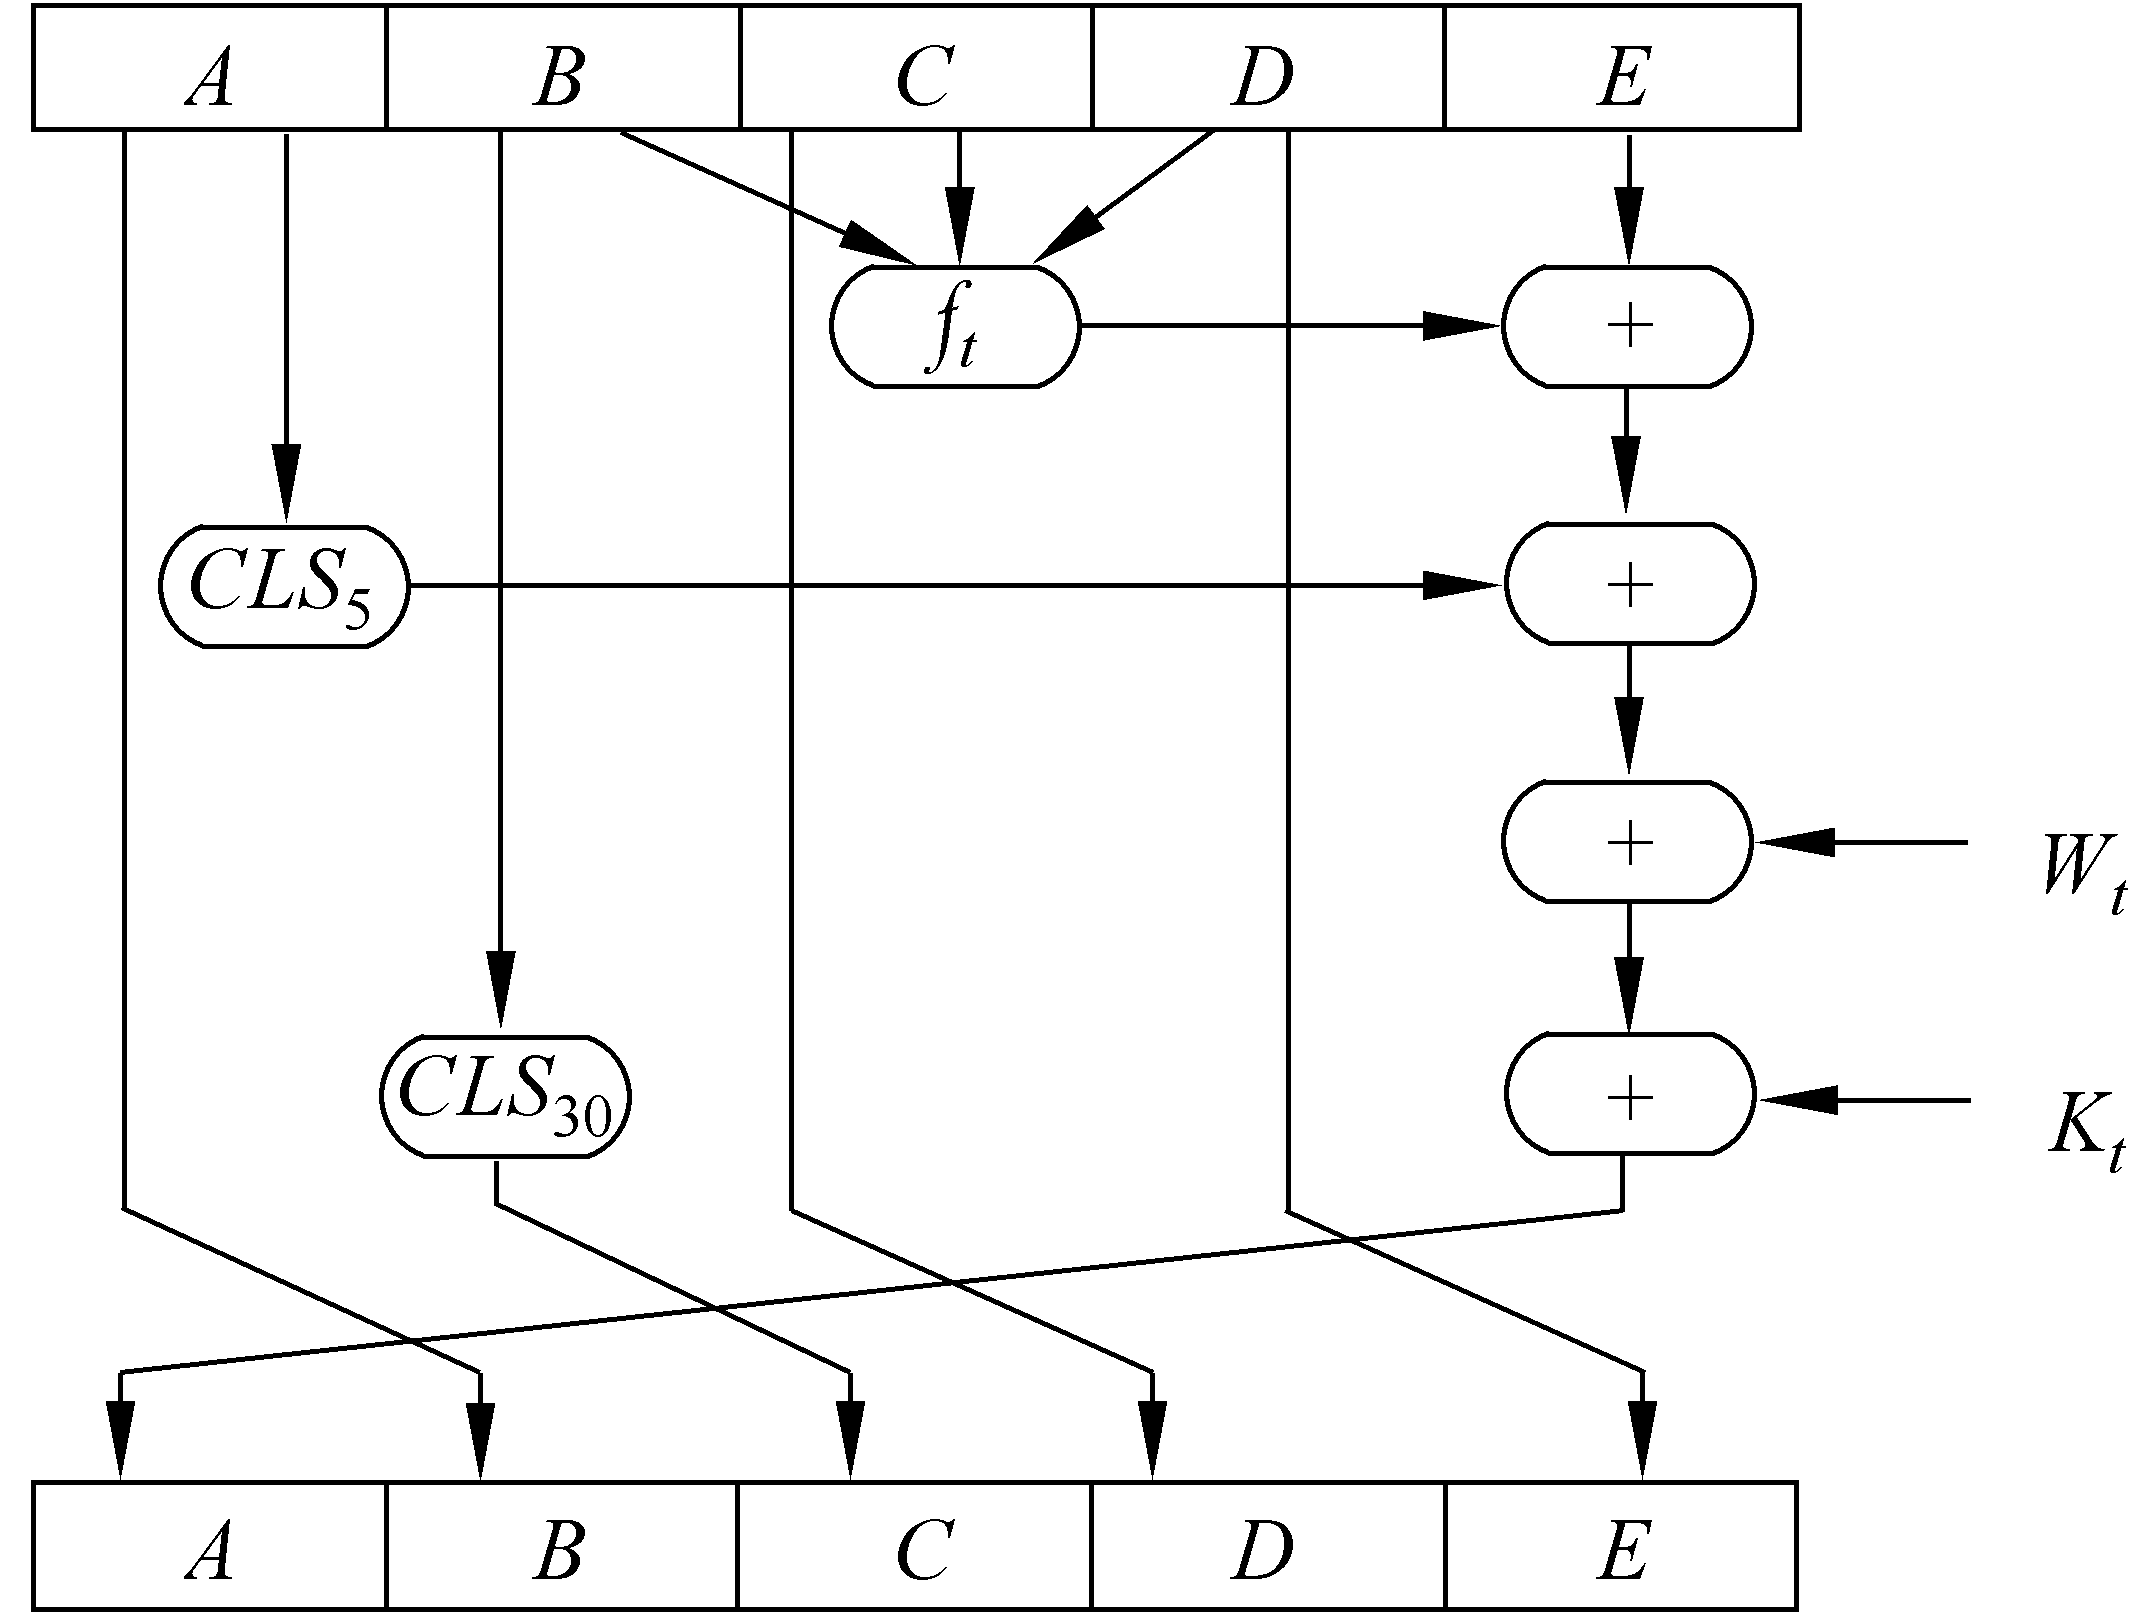 A B C D E
f_t +
CLS_5 +
+ W_t
CLS_30 + K_t
A B C D E